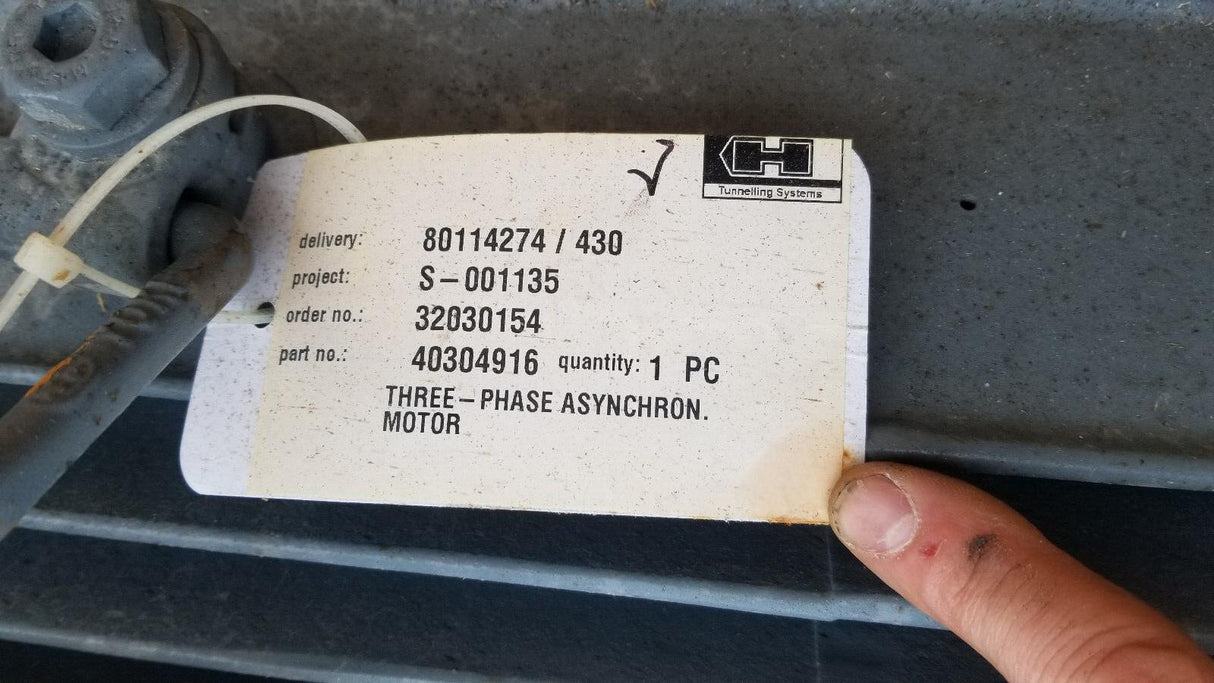 Tunnelling Systems
delivery: 80114274 / 430
project: S-001135
order no.: 32030154
part no.: 40304916 quantity: 1 PC
THREE-PHASE ASYNCHRON.
MOTOR